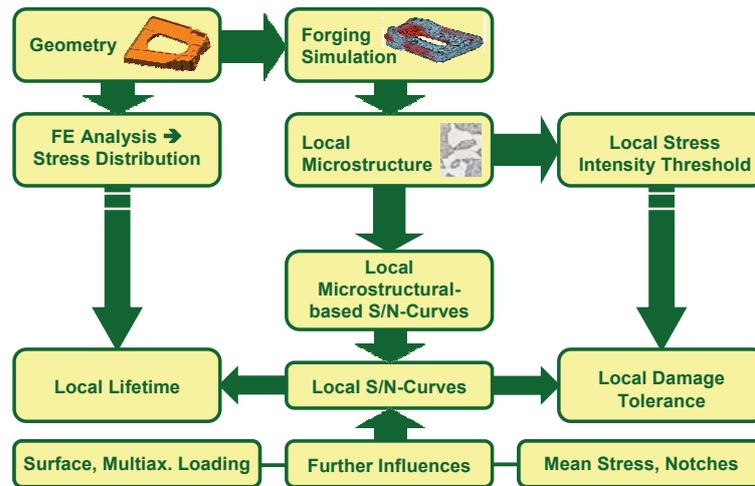 Geometry
Forging
Simulation
FE Analysis ➔
Stress Distribution
Local
Microstructure
Local Stress
Intensity Threshold
Local
Microstructural-
based S/N-Curves
Local Lifetime
Local S/N-Curves
Local Damage
Tolerance
Surface, Multiax. Loading
Further Influences
Mean Stress, Notches